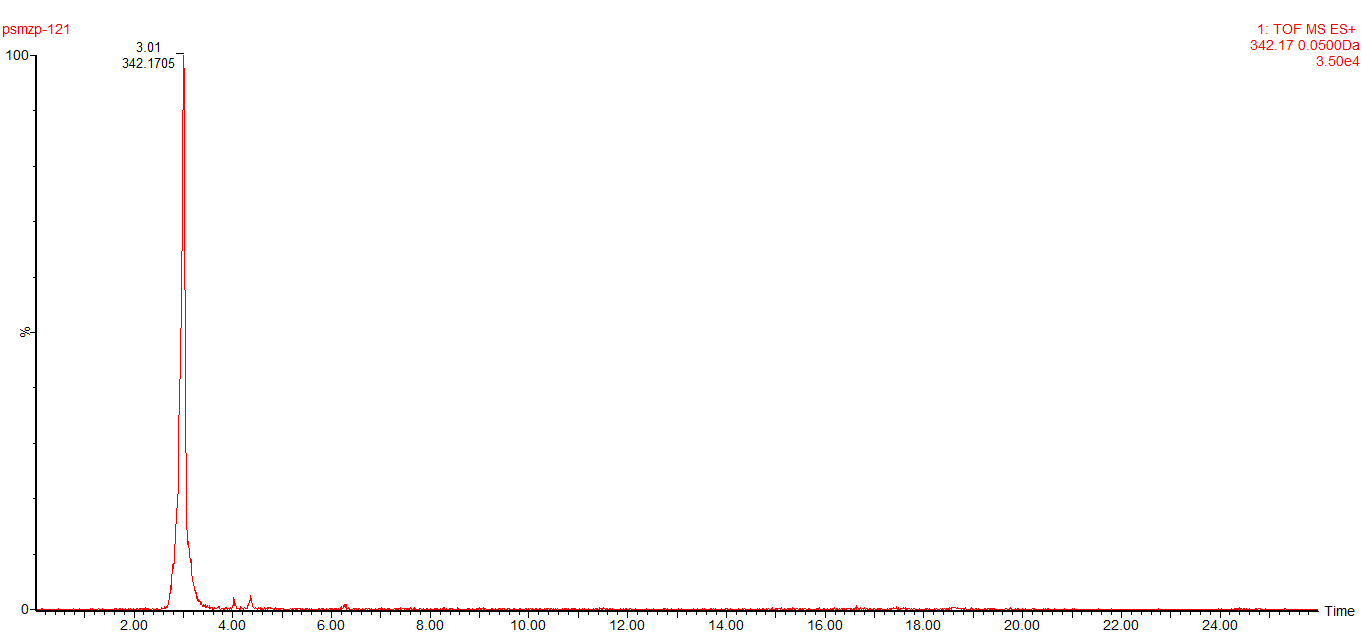 psmzp-121
1: TOF MS ES+
342.17 0.0500Da
3.50e4
3.01
342.1705
100
%
0
2.00 4.00 6.00 8.00 10.00 12.00 14.00 16.00 18.00 20.00 22.00 24.00 Time